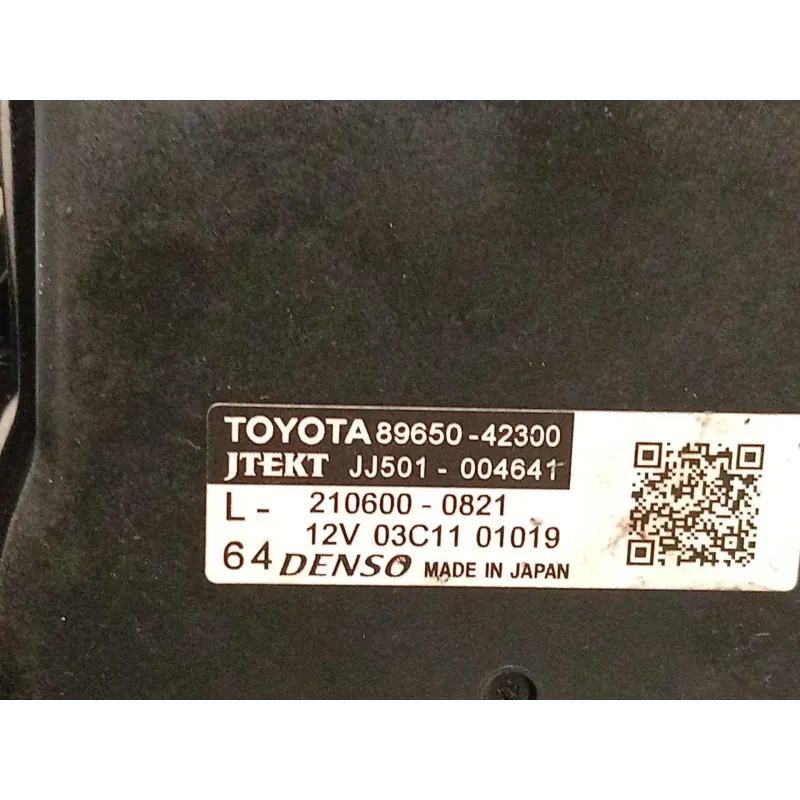 TOYOTA 89650-42300
JTEKT JJ501-004641
L- 210600-0821
12V 03C11 01019
64 DENSO MADE IN JAPAN